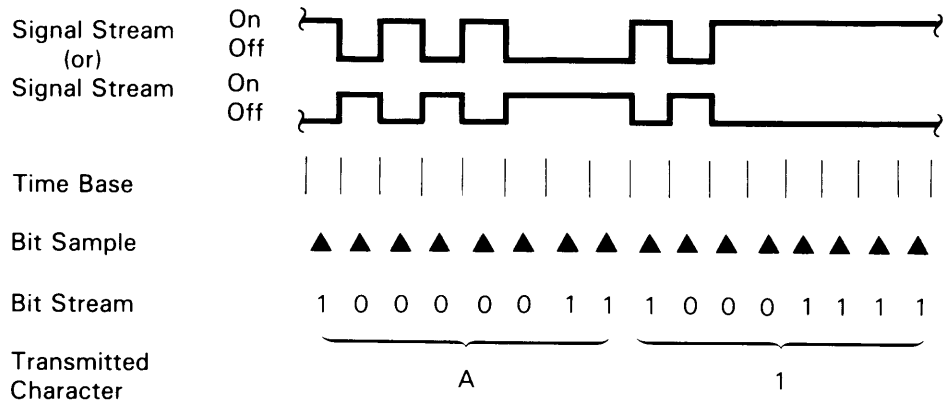 Signal Stream On
(or) Off
Signal Stream On
Off
Time Base
Bit Sample
Bit Stream 1 0 0 0 0 0 1 1 1 0 0 0 1 1 1 1
Transmitted
Character A 1